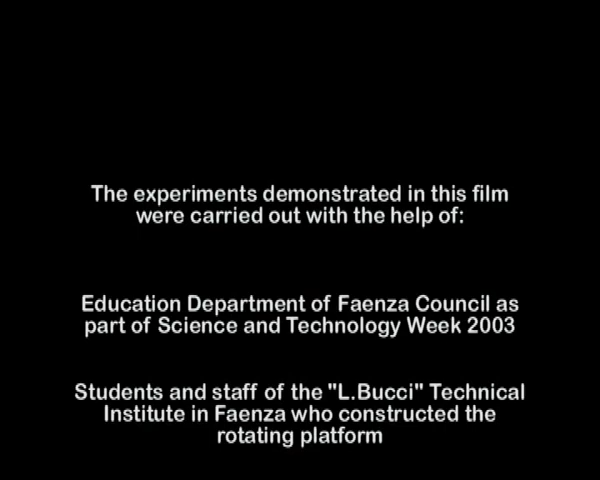 The experiments demonstrated in this film
were carried out with the help of:
Education Department of Faenza Council as
part of Science and Technology Week 2003
Students and staff of the "L.Bucci" Technical
Institute in Faenza who constructed the
rotating platform